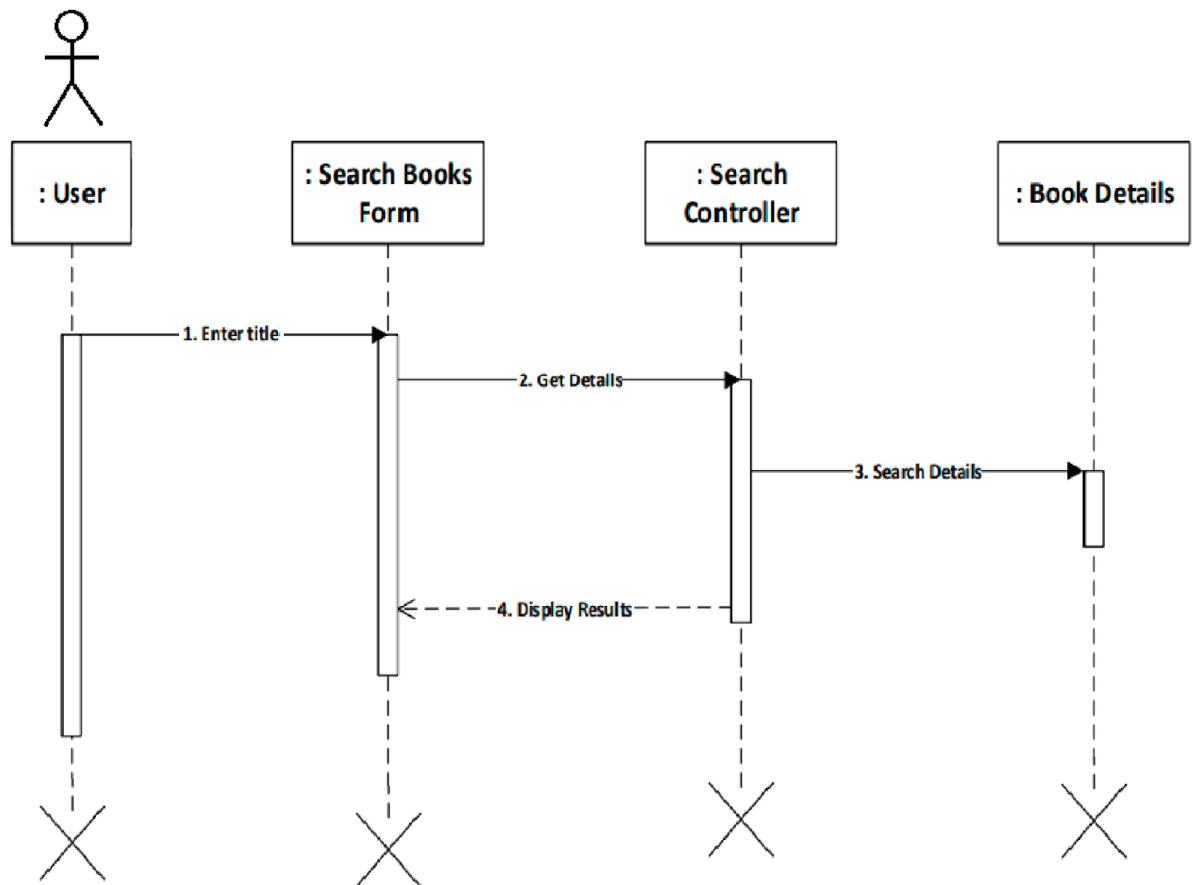 : User
: Search Books
Form
: Search
Controller
: Book Details
1. Enter title
2. Get Details
3. Search Details
4. Display Results